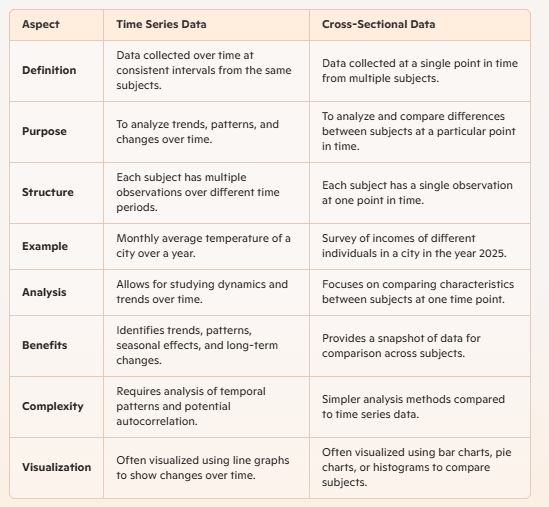 Aspect
Time Series Data
Cross-Sectional Data
Definition
Data collected over time at
consistent intervals from the same
subjects.
Data collected at a single point in time
from multiple subjects.
Purpose
To analyze trends, patterns, and
changes over time.
To analyze and compare differences
between subjects at a particular point
in time.
Structure
Each subject has multiple
observations over different time
periods.
Each subject has a single observation
at one point in time.
Example
Monthly average temperature of a
city over a year.
Survey of incomes of different
individuals in a city in the year 2025.
Analysis
Allows for studying dynamics and
trends over time.
Focuses on comparing characteristics
between subjects at one time point.
Benefits
Identifies trends, patterns,
seasonal effects, and long-term
changes.
Provides a snapshot of data for
comparison across subjects.
Complexity
Requires analysis of temporal
patterns and potential
autocorrelation.
Simpler analysis methods compared
to time series data.
Visualization
Often visualized using line graphs
to show changes over time.
Often visualized using bar charts, pie
charts, or histograms to compare
subjects.